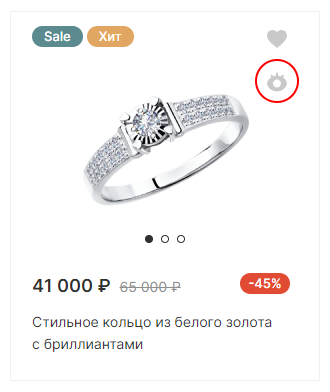 Sale Хит
41 000 ₽ 65 000 ₽ -45%
Стильное кольцо из белого золота
с бриллиантами